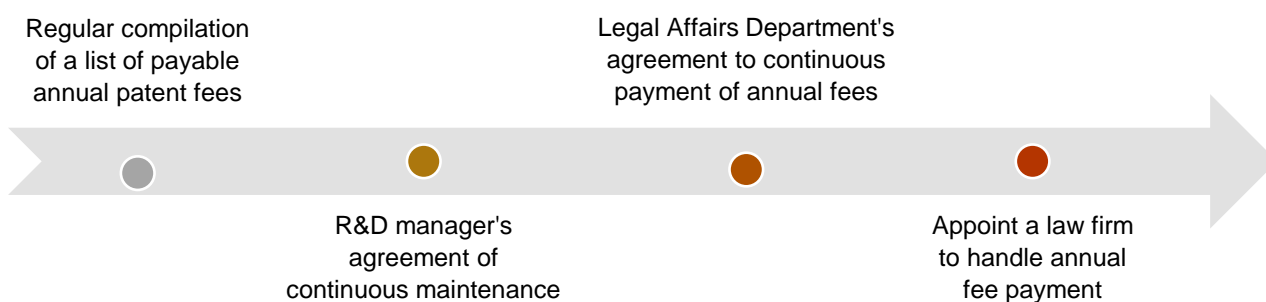 Regular compilation
of a list of payable
annual patent fees
R&D manager's
agreement of
continuous maintenance
Legal Affairs Department's
agreement to continuous
payment of annual fees
Appoint a law firm
to handle annual
fee payment